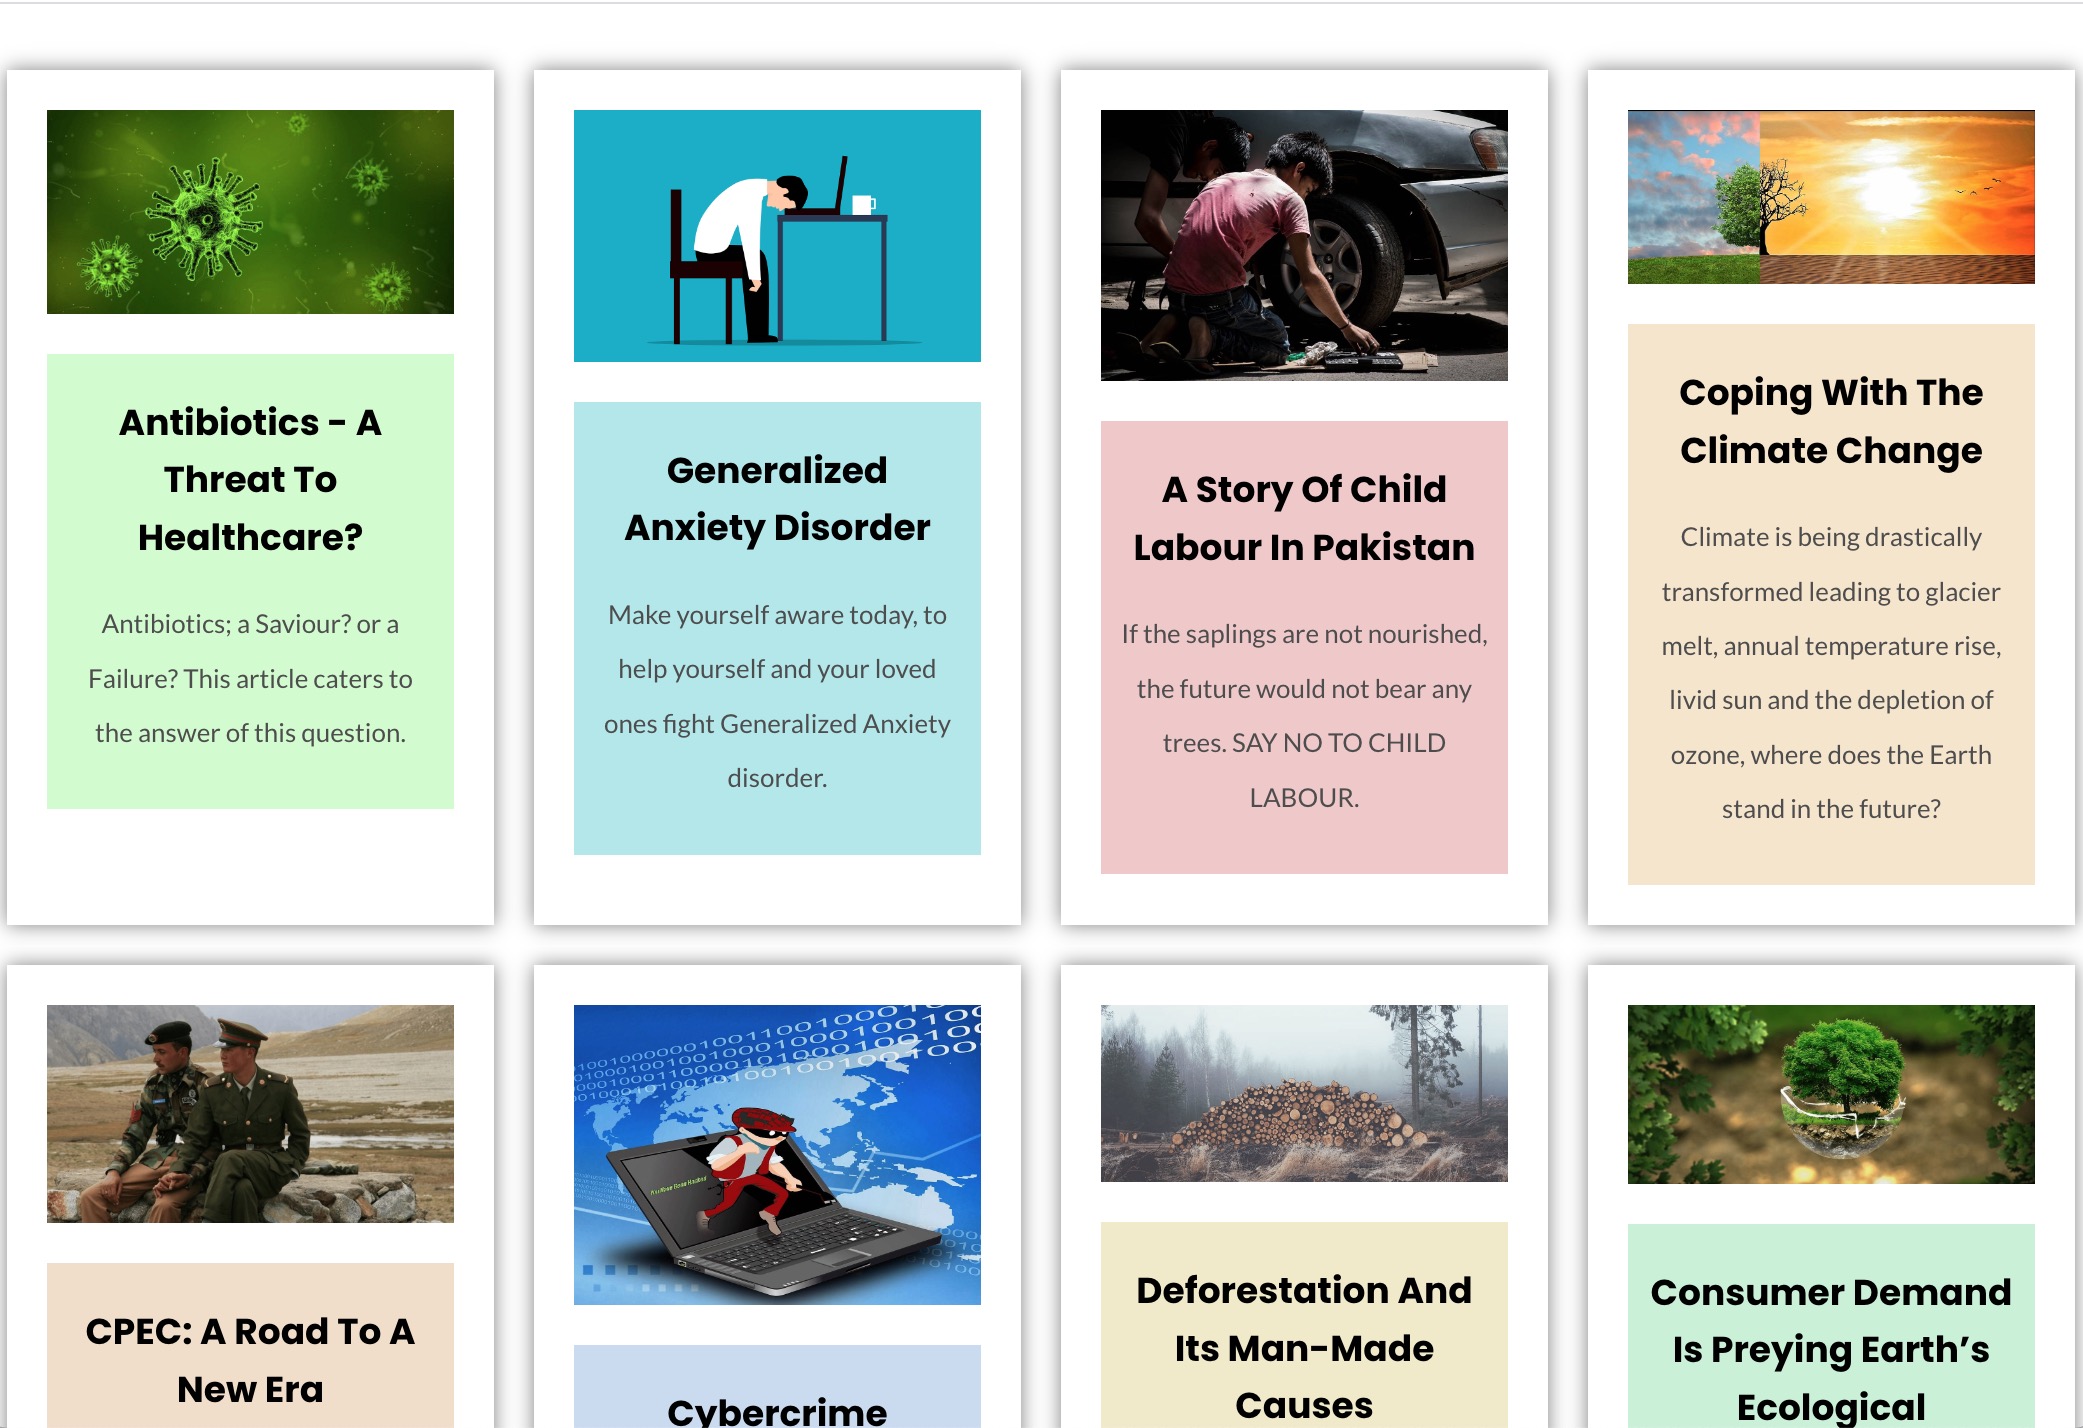 Antibiotics - A
Threat To
Healthcare?
Antibiotics; a Saviour? or a
Failure? This article caters to
the answer of this question.
Generalized
Anxiety Disorder
Make yourself aware today, to
help yourself and your loved
ones fight Generalized Anxiety
disorder.
A Story Of Child
Labour In Pakistan
If the saplings are not nourished,
the future would not bear any
trees. SAY NO TO CHILD
LABOUR.
Coping With The
Climate Change
Climate is being drastically
transformed leading to glacier
melt, annual temperature rise,
livid sun and the depletion of
ozone, where does the Earth
stand in the future?
CPEC: A Road To A
New Era
You Have Been Hacked
Cybercrime
Deforestation And
Its Man-Made
Causes
Consumer Demand
Is Preying Earth’s
Ecological